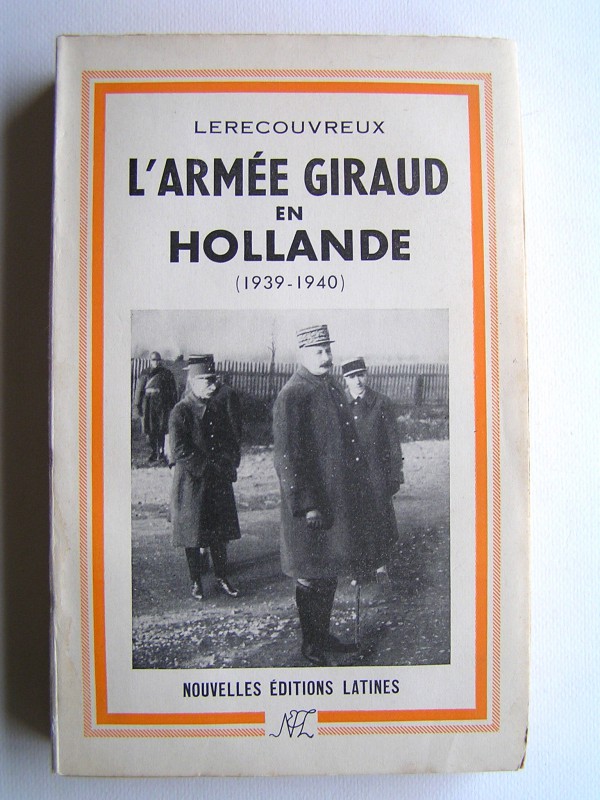 LERECOUVREUX
L'ARMÉE GIRAUD
EN
HOLLANDE
(1939-1940)
NOUVELLES ÉDITIONS LATINES
NEL